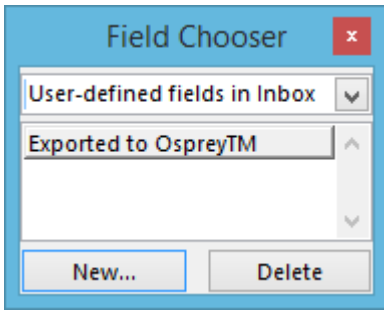 Field Chooser
x
User-defined fields in Inbox
Exported to OspreyTM
New...
Delete